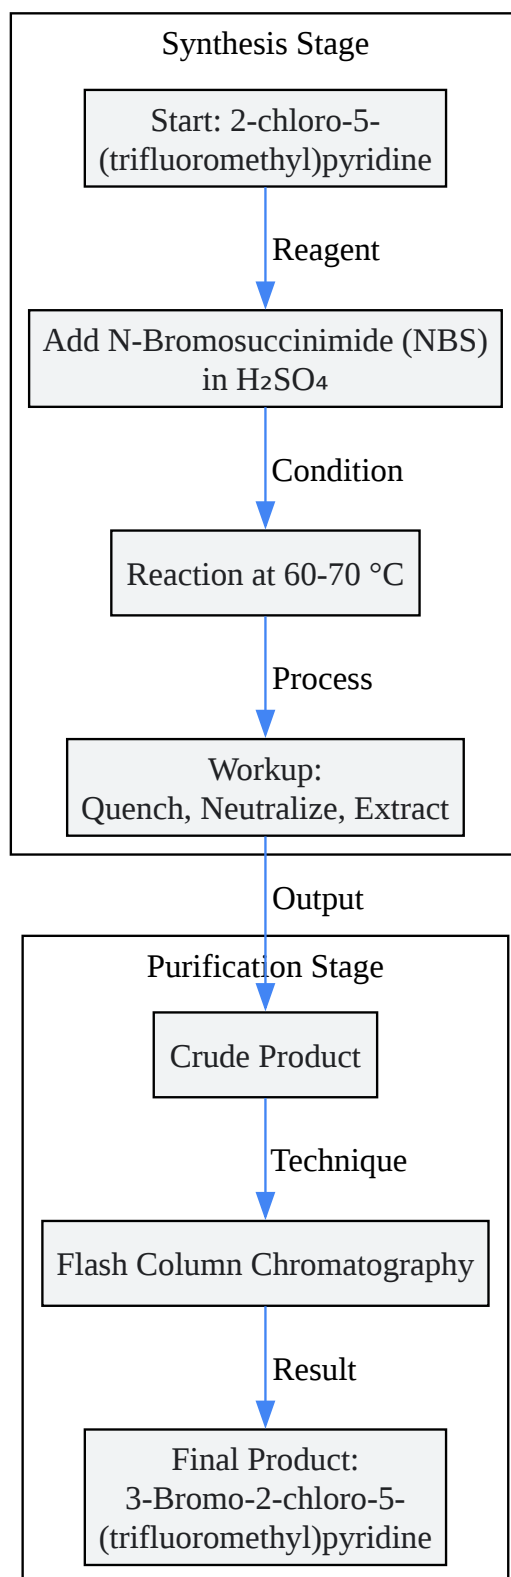 Synthesis Stage
Start: 2-chloro-5-
(trifluoromethyl)pyridine
Reagent
Add N-Bromosuccinimide (NBS)
in H₂SO₄
Condition
Reaction at 60-70 °C
Process
Workup:
Quench, Neutralize, Extract
Output
Purification Stage
Crude Product
Technique
Flash Column Chromatography
Result
Final Product:
3-Bromo-2-chloro-5-
(trifluoromethyl)pyridine